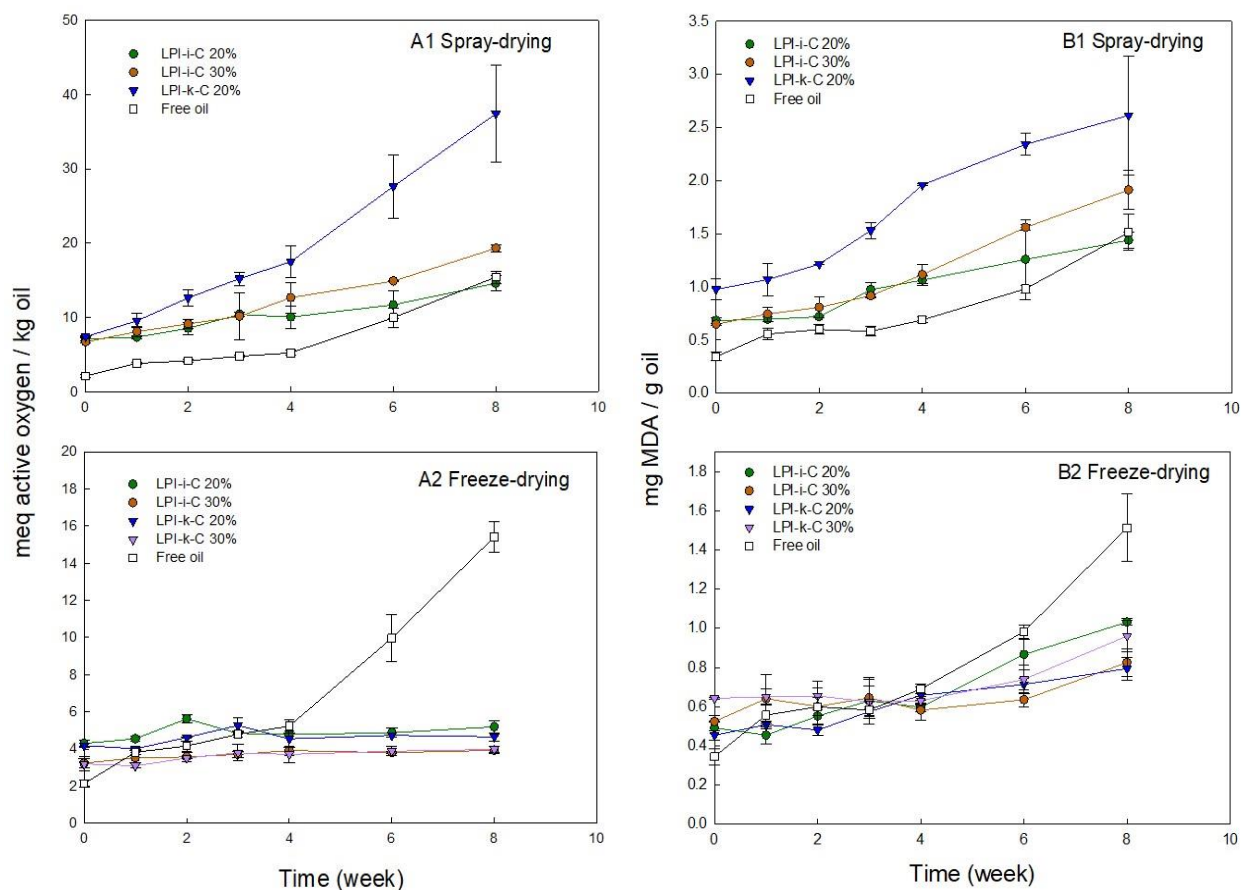 A1 Spray-drying
LPI-i-C 20%
LPI-i-C 30%
LPI-k-C 20%
Free oil
50
40
30
20
10
0
0
2
4
6
8
10
B1 Spray-drying
LPI-i-C 20%
LPI-i-C 30%
LPI-k-C 20%
Free oil
3.5
3.0
2.5
2.0
1.5
1.0
0.5
0.0
0
2
4
6
8
10
meq active oxygen / kg oil
mg MDA / g oil
A2 Freeze-drying
LPI-i-C 20%
LPI-i-C 30%
LPI-k-C 20%
LPI-k-C 30%
Free oil
20
18
16
14
12
10
8
6
4
2
0
0
2
4
6
8
10
Time (week)
B2 Freeze-drying
LPI-i-C 20%
LPI-i-C 30%
LPI-k-C 20%
LPI-k-C 30%
Free oil
1.8
1.6
1.4
1.2
1.0
0.8
0.6
0.4
0.2
0.0
0
2
4
6
8
10
Time (week)